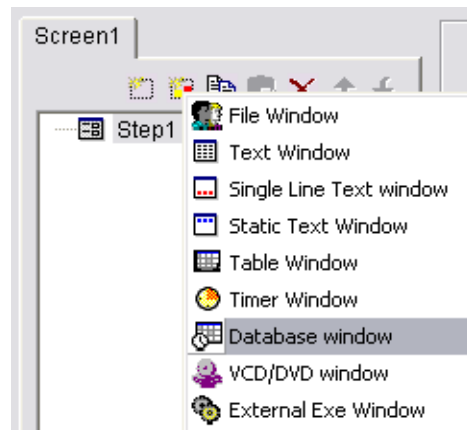 Screen1
Step1
File Window
Text Window
Single Line Text window
Static Text Window
Table Window
Timer Window
Database window
VCD/DVD window
External Exe Window